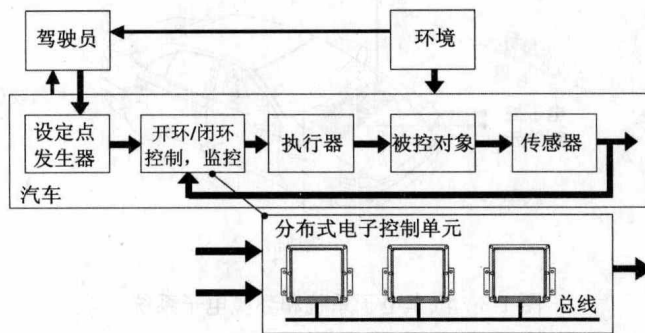 驾驶员
环境
设定点
发生器
开环/闭环
控制，监控
执行器
被控对象
传感器
汽车
分布式电子控制单元
总线